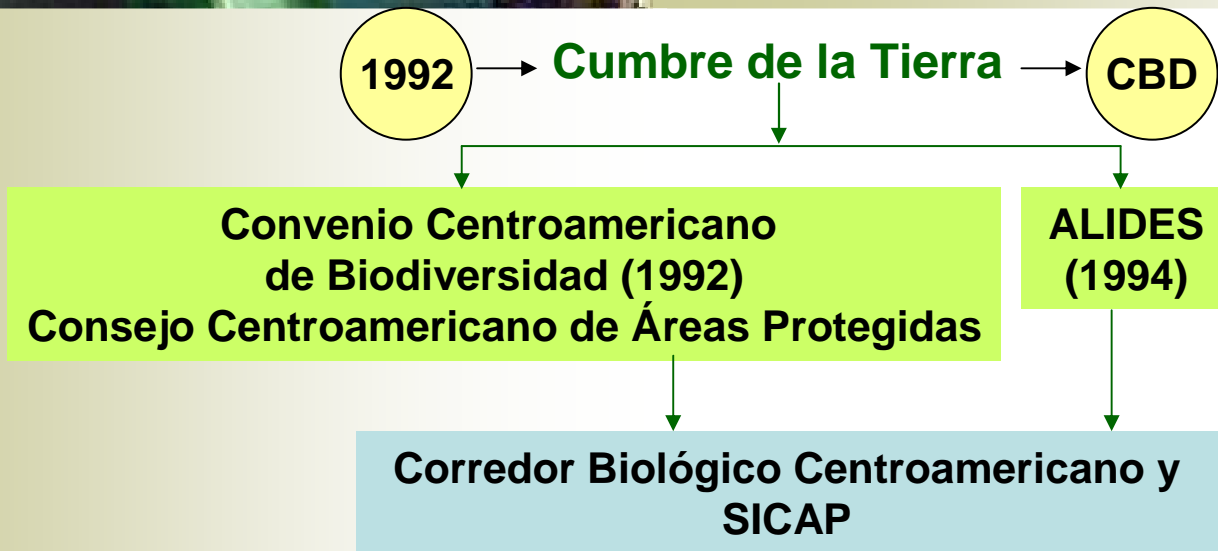 1992
Cumbre de la Tierra
CBD
Convenio Centroamericano
de Biodiversidad (1992)
Consejo Centroamericano de Áreas Protegidas
ALIDES
(1994)
Corredor Biológico Centroamericano y
SICAP